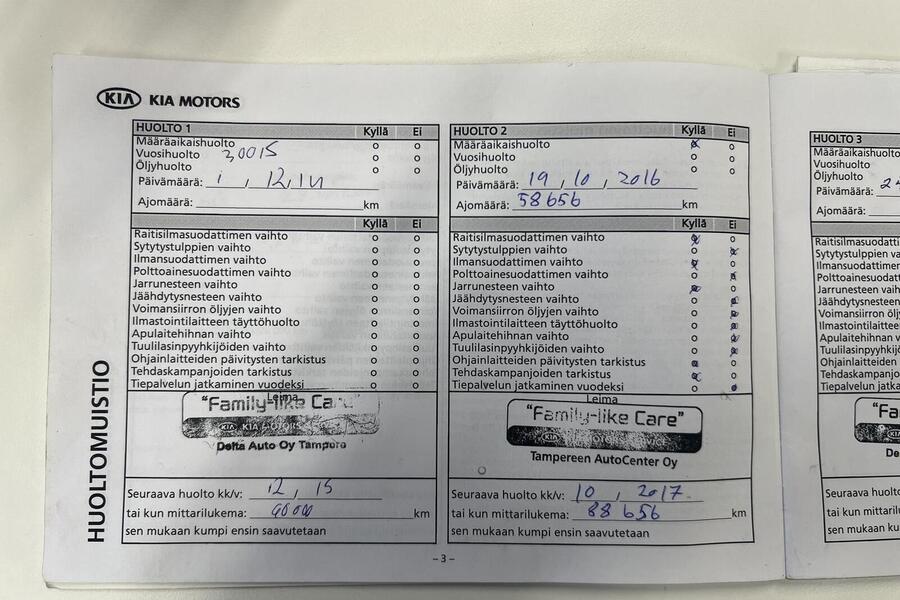 KIA KIA MOTORS
HUOLTOMUISTIO
HUOLTO 1 Kyllä Ei
Määräaikaishuolto
Vuosihuolto 30015
Öljyhuolto
Päivämäärä: 1, 12, 14
Ajomäärä: km
Kyllä Ei
Raitisilmasuodattimen vaihto
Sytytystulppien vaihto
Ilmansuodattimen vaihto
Polttoainesuodattimen vaihto
Jarrunesteen vaihto
Jäähdytysnesteen vaihto
Voimansiirron öljyjen vaihto
Ilmastointilaitteen täyttöhuolto
Apulaitehihnan vaihto
Tuulilasinpyyhkijöiden vaihto
Ohjainlaitteiden päivitysten tarkistus
Tehdaskampanjoiden tarkistus
Tiepalvelun jatkaminen vuodeksi
Leima
"Family-like Care"
KIA KIA MOTORS
Delta Auto Oy Tampere
Seuraava huolto kk/v: 12, 15
tai kun mittarilukema: km
sen mukaan kumpi ensin saavutetaan
HUOLTO 2 Kyllä Ei
Määräaikaishuolto
Vuosihuolto
Öljyhuolto
Päivämäärä: 19, 10, 2016
Ajomäärä: 58656 km
Kyllä Ei
Raitisilmasuodattimen vaihto
Sytytystulppien vaihto
Ilmansuodattimen vaihto
Polttoainesuodattimen vaihto
Jarrunesteen vaihto
Jäähdytysnesteen vaihto
Voimansiirron öljyjen vaihto
Ilmastointilaitteen täyttöhuolto
Apulaitehihnan vaihto
Tuulilasinpyyhkijöiden vaihto
Ohjainlaitteiden päivitysten tarkistus
Tehdaskampanjoiden tarkistus
Tiepalvelun jatkaminen vuodeksi
Leima
"Family-like Care"
KIA KIA MOTORS
Tampereen AutoCenter Oy
Seuraava huolto kk/v: 10, 2017
tai kun mittarilukema: 88656 km
sen mukaan kumpi ensin saavutetaan
– 3 –
HUOLTO 3
Määräaikaishuolto
Vuosihuolto
Öljyhuolto
Päivämäärä:
Ajomäärä: